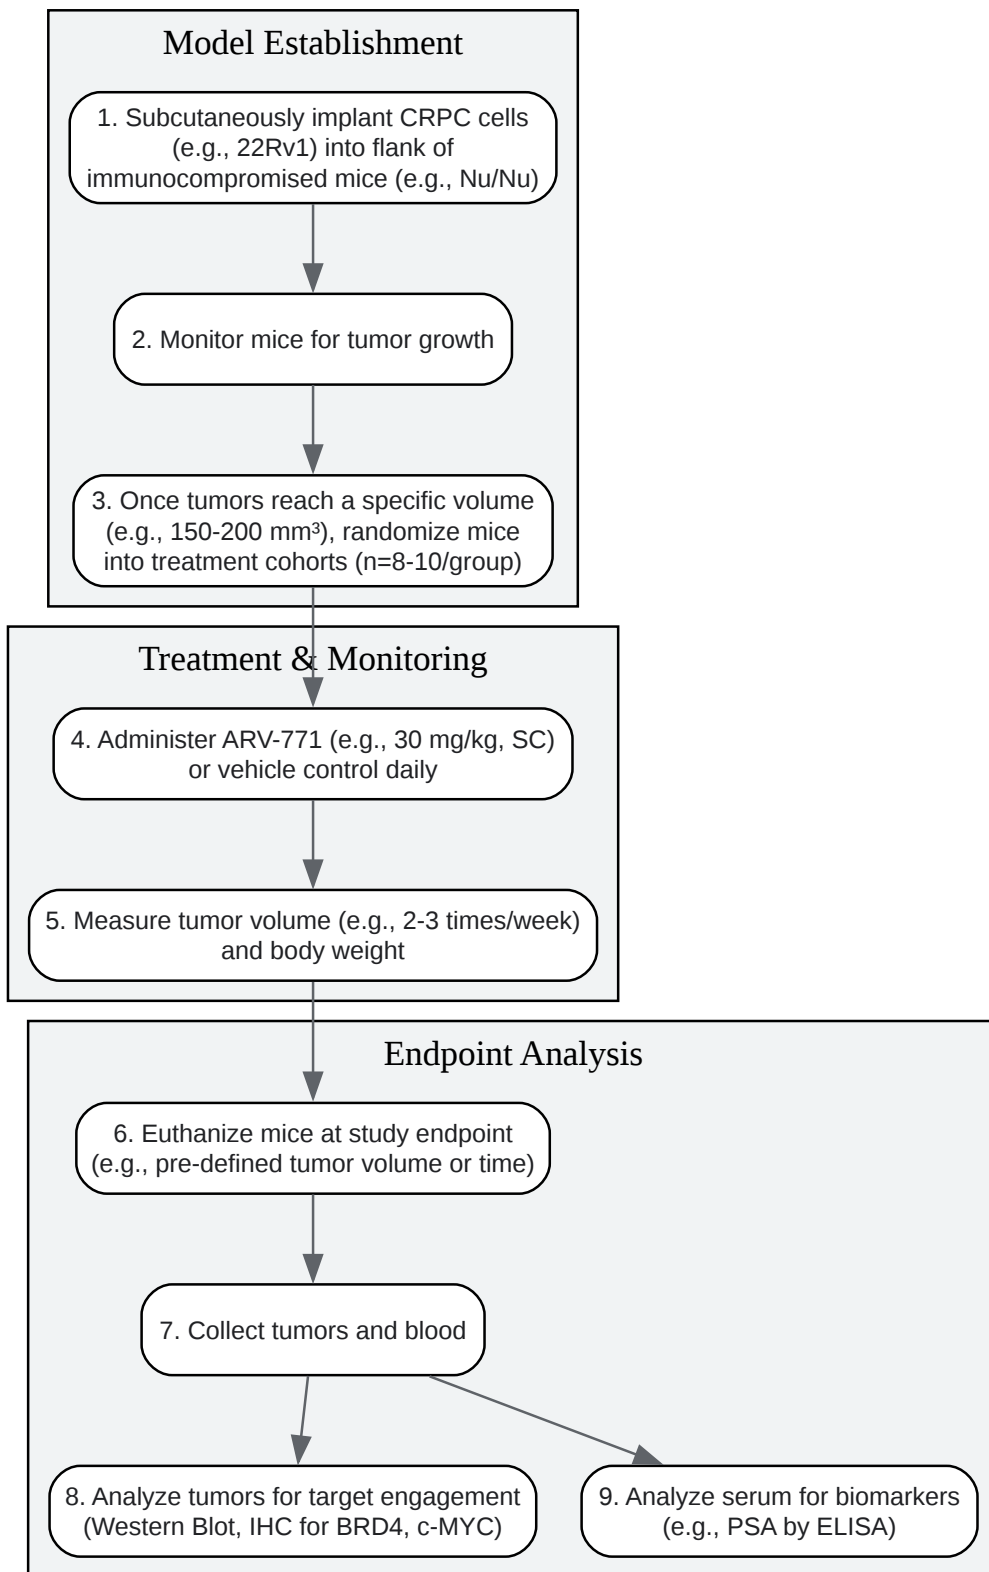 Model Establishment
1. Subcutaneously implant CRPC cells
(e.g., 22Rv1) into flank of
immunocompromised mice (e.g., Nu/Nu)
2. Monitor mice for tumor growth
3. Once tumors reach a specific volume
(e.g., 150-200 mm³), randomize mice
into treatment cohorts (n=8-10/group)
Treatment & Monitoring
4. Administer ARV-771 (e.g., 30 mg/kg, SC)
or vehicle control daily
5. Measure tumor volume (e.g., 2-3 times/week)
and body weight
Endpoint Analysis
6. Euthanize mice at study endpoint
(e.g., pre-defined tumor volume or time)
7. Collect tumors and blood
8. Analyze tumors for target engagement
(Western Blot, IHC for BRD4, c-MYC)
9. Analyze serum for biomarkers
(e.g., PSA by ELISA)